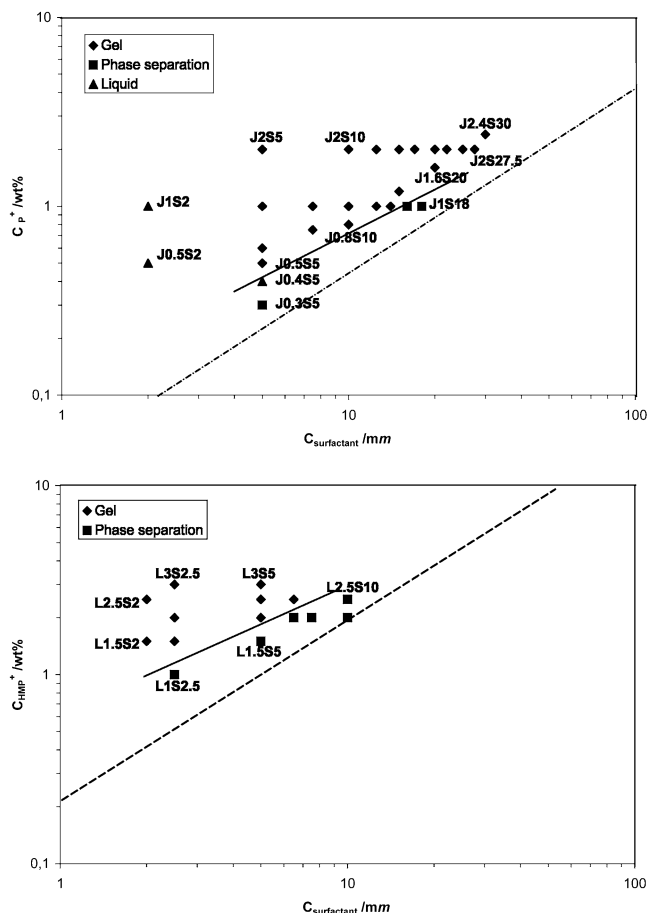 10
Gel
Phase separation
Liquid
J2.4S30
J2S5
J2S10
J2S27.5
J1.6S20
1
J1S2
J1S18
J0.8S10
J0.5S2
J0.5S5
J0.4S5
J0.3S5
0,1
1
10
100
C P + /wt%
C surfactant /mm
10
Gel
Phase separation
L3S2.5
L3S5
L2.5S10
L2.5S2
L1.5S2
L1.5S5
1
L1S2.5
0,1
1
10
100
C HMP + /wt%
C surfactant /mm